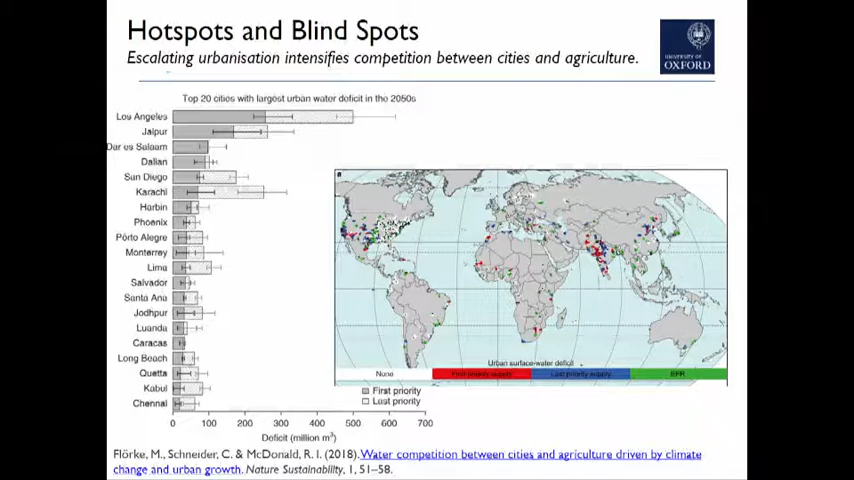 Hotspots and Blind Spots
Escalating urbanisation intensifies competition between cities and agriculture.
UNIVERSITY OF
OXFORD
Top 20 cities with largest urban water deficit in the 2050s
Los Angeles
Jaipur
Dar es Salaam
Dalian
San Diego
Karachi
Harbin
Phoenix
Pôrto Alegre
Monterrey
Lima
Salvador
Santa Ana
Jodhpur
Luanda
Caracas
Long Beach
Quetta
Kabul
Chennai
0 100 200 300 400 500 600 700
Deficit (million m³)
First priority
Last priority
a
Urban surface-water deficit
None First priority supply Last priority supply EFR
Flörke, M., Schneider, C. & McDonald, R. I. (2018). Water competition between cities and agriculture driven by climate
change and urban growth. Nature Sustainability, 1, 51–58.